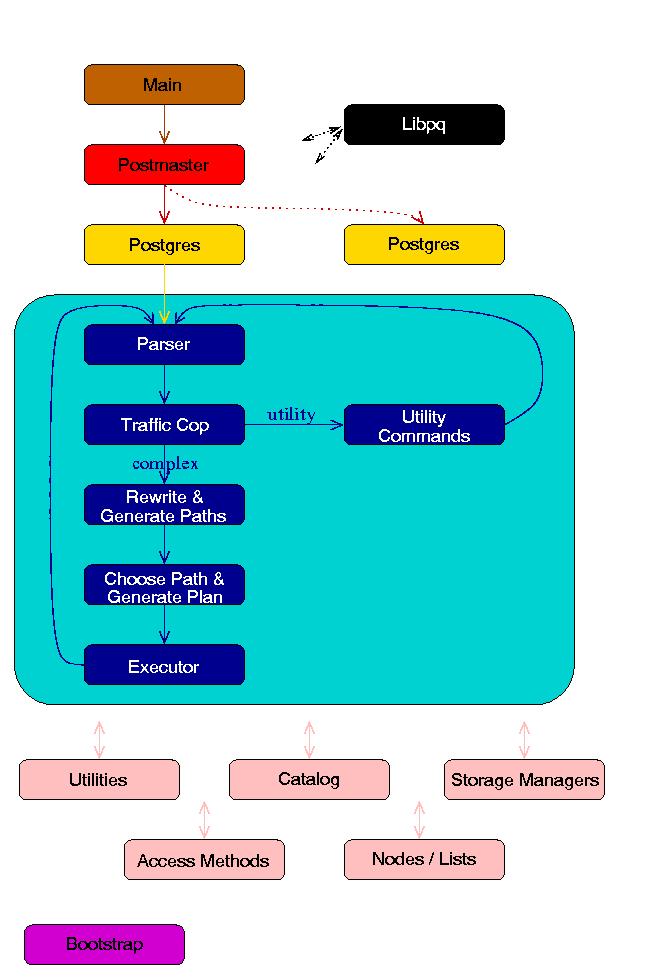 Main
Libpq
Postmaster
Postgres
Postgres
Parser
Traffic Cop
utility
Utility
Commands
complex
Rewrite &
Generate Paths
Choose Path &
Generate Plan
Executor
Utilities
Catalog
Storage Managers
Access Methods
Nodes / Lists
Bootstrap